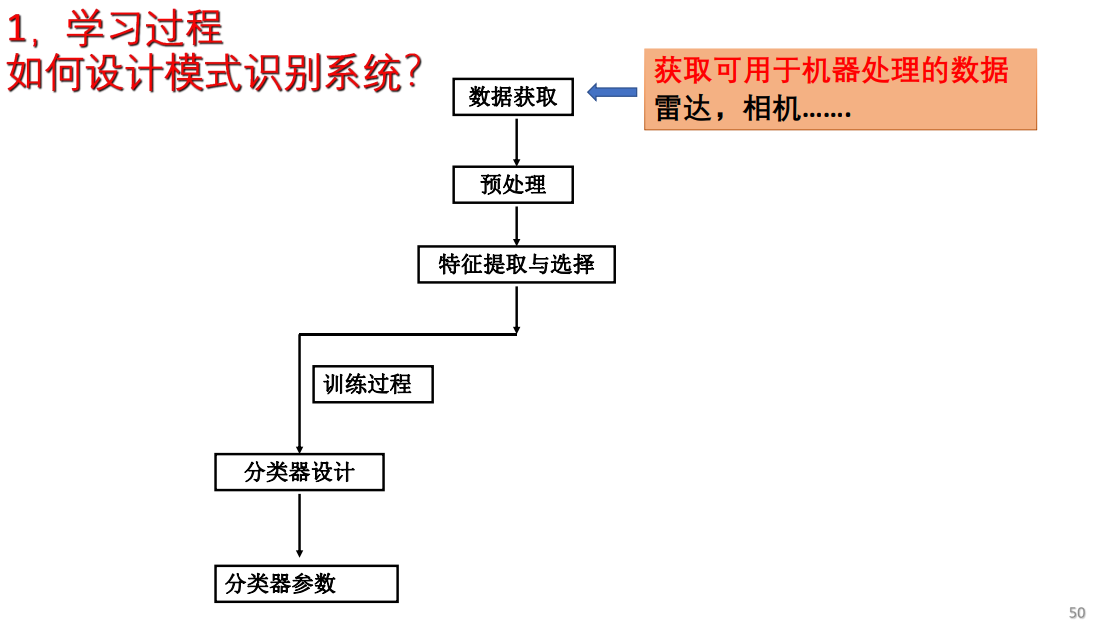 1，学习过程
如何设计模式识别系统？
数据获取
获取可用于机器处理的数据
雷达，相机…….
预处理
特征提取与选择
训练过程
分类器设计
分类器参数
50